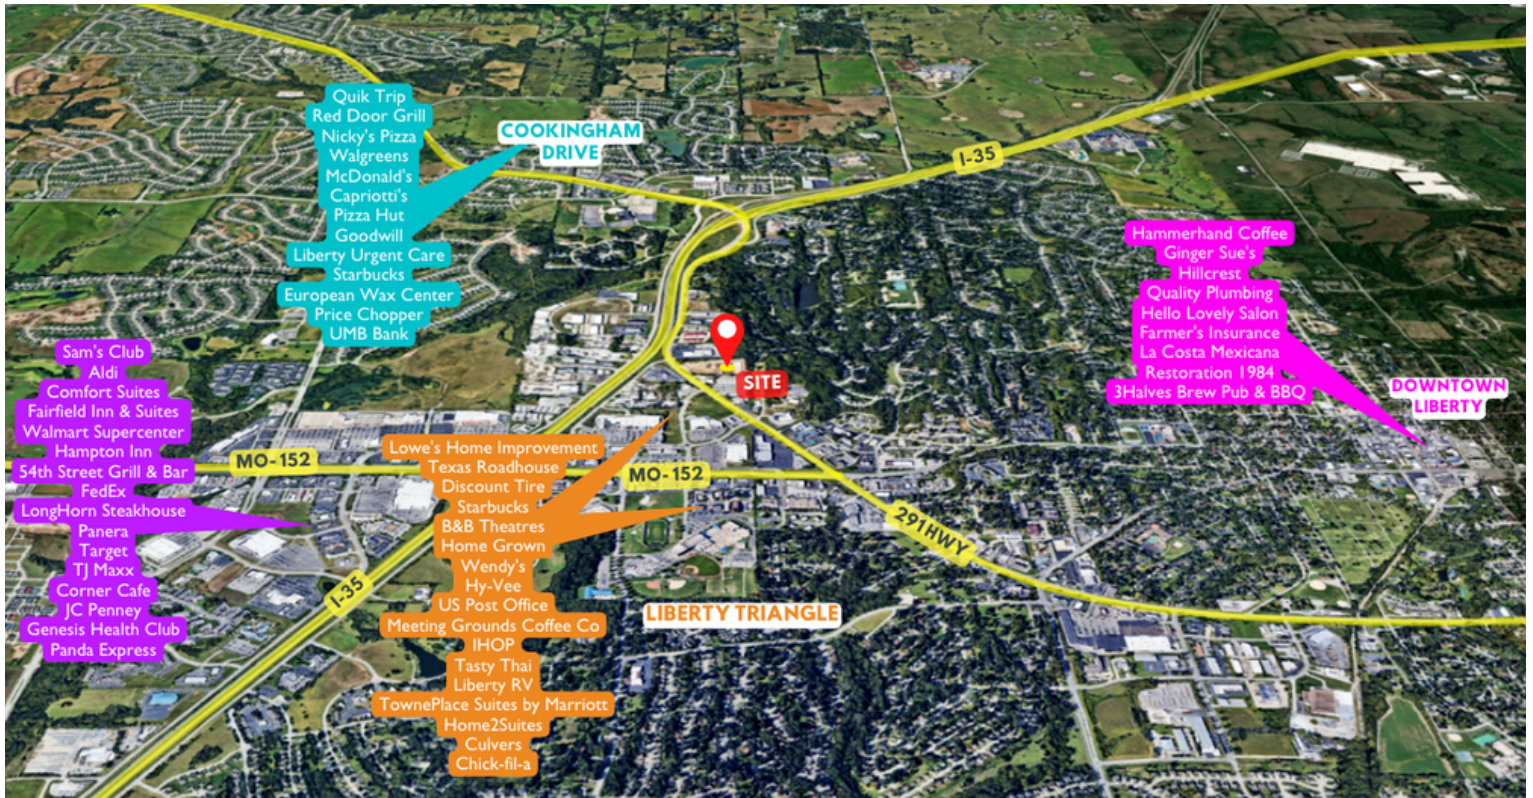 Quik Trip
Red Door Grill
Nicky's Pizza
Walgreens
McDonald's
Capriotti's
Pizza Hut
Goodwill
Liberty Urgent Care
Starbucks
European Wax Center
Price Chopper
UMB Bank
COOKINGHAM
DRIVE
I-35
Hammerhand Coffee
Ginger Sue's
Hillcrest
Quality Plumbing
Hello Lovely Salon
Farmer's Insurance
La Costa Mexicana
Restoration 1984
3Halves Brew Pub & BBQ
DOWNTOWN
LIBERTY
SITE
Sam's Club
Aldi
Comfort Suites
Fairfield Inn & Suites
Walmart Supercenter
Hampton Inn
54th Street Grill & Bar
FedEx
LongHorn Steakhouse
Panera
Target
TJ Maxx
Corner Cafe
JC Penney
Genesis Health Club
Panda Express
MO-152
Lowe's Home Improvement
Texas Roadhouse
Discount Tire
Starbucks
B&B Theatres
Home Grown
Wendy's
Hy-Vee
US Post Office
Meeting Grounds Coffee Co
IHOP
Tasty Thai
Liberty RV
TownePlace Suites by Marriott
Home2Suites
Culvers
Chick-fil-a
MO-152
291HWY
I-35
LIBERTY TRIANGLE